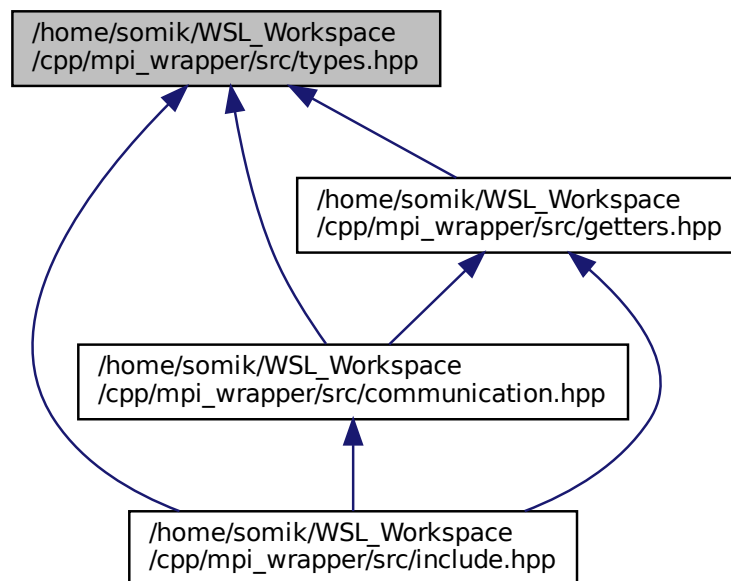 /home/somik/WSL_Workspace
/cpp/mpi_wrapper/src/types.hpp
/home/somik/WSL_Workspace
/cpp/mpi_wrapper/src/getters.hpp
/home/somik/WSL_Workspace
/cpp/mpi_wrapper/src/communication.hpp
/home/somik/WSL_Workspace
/cpp/mpi_wrapper/src/include.hpp